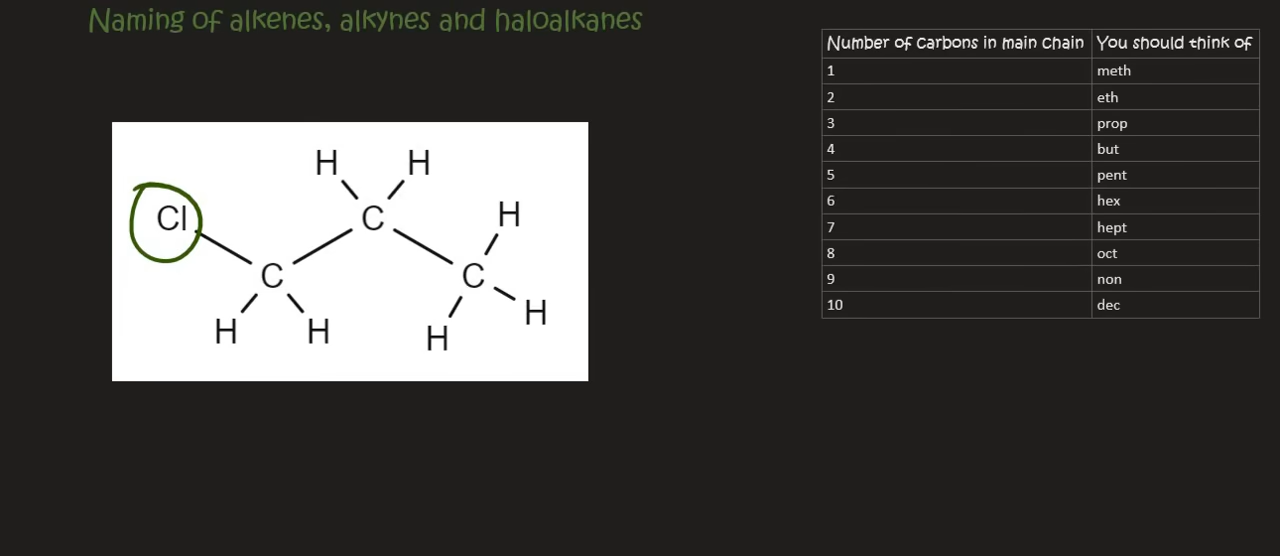 Naming of alkenes, alkynes and haloalkanes
Number of carbons in main chain You should think of
1 meth
2 eth
3 prop
4 but
5 pent
6 hex
7 hept
8 oct
9 non
10 dec
H H
Cl C H
C C
H H H H